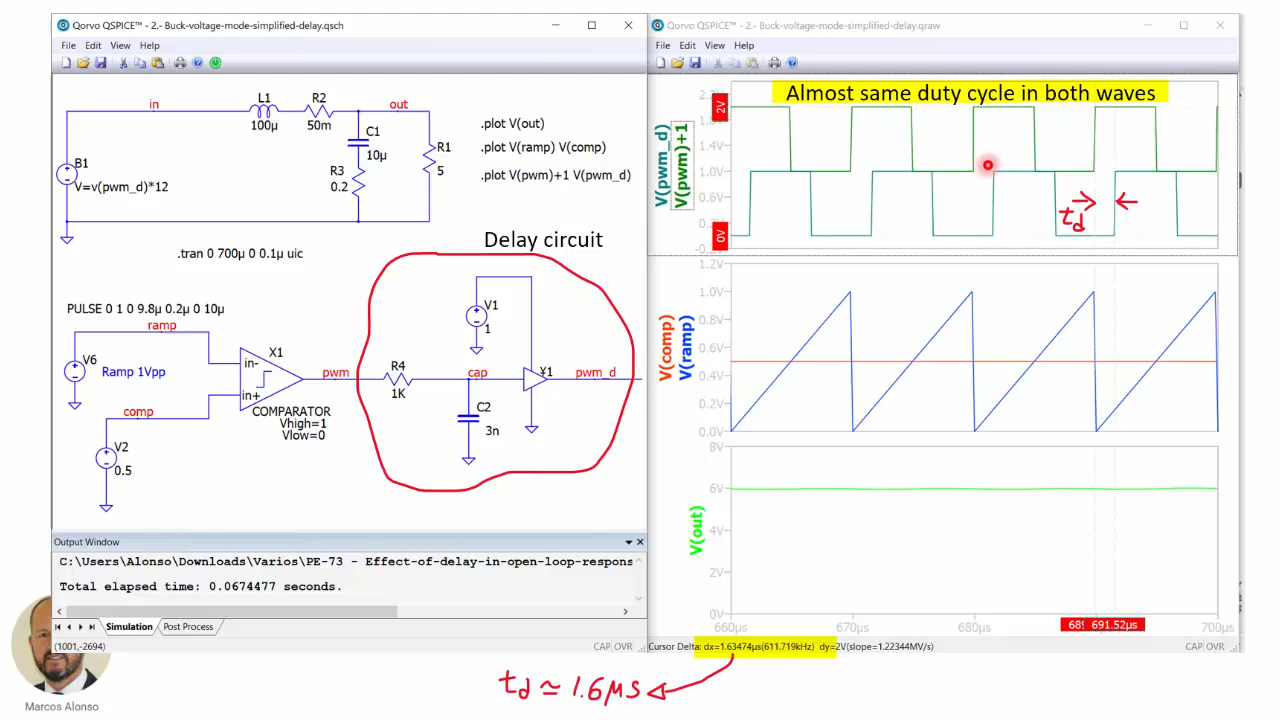 Qorvo QSPICE™ - 2.- Buck-voltage-mode-simplified-delay.qsch
File Edit View Help
in
L1
100µ
R2
50m
out
C1
10µ
R3
0.2
R1
5
B1
V=v(pwm_d)*12
.plot V(out)
.plot V(ramp) V(comp)
.plot V(pwm)+1 V(pwm_d)
.tran 0 700µ 0 0.1µ uic
Delay circuit
PULSE 0 1 0 9.8µ 0.2µ 0 10µ
ramp
V6
Ramp 1Vpp
comp
V2
0.5
X1
in-
in+
COMPARATOR
Vhigh=1
Vlow=0
pwm
R4
1K
cap
C2
3n
V1
1
¥1
pwm_d
Output Window
C:\Users\Alonso\Downloads\Varios\PE-73 - Effect-of-delay-in-open-loop-respons
Total elapsed time: 0.0674477 seconds.
Simulation Post Process
(1001,-2694)
CAP OVR
Qorvo QSPICE™ - 2.- Buck-voltage-mode-simplified-delay.qraw
File Edit View Help
Almost same duty cycle in both waves
V(pwm_d)
V(pwm)+1
2V
1.4V
1.0V
0.6V
0V
td
V(comp)
V(ramp)
1.2V
1.0V
0.8V
0.6V
0.4V
0.2V
0.0V
V(out)
8V
6V
4V
2V
0V
660µs 670µs 680µs 691.52µs 700µs
Cursor Delta: dx=1.63474µs(611.719kHz) dy=2V(slope=1.22344MV/s)
CAP OVR
td ≃ 1.6µs
Marcos Alonso